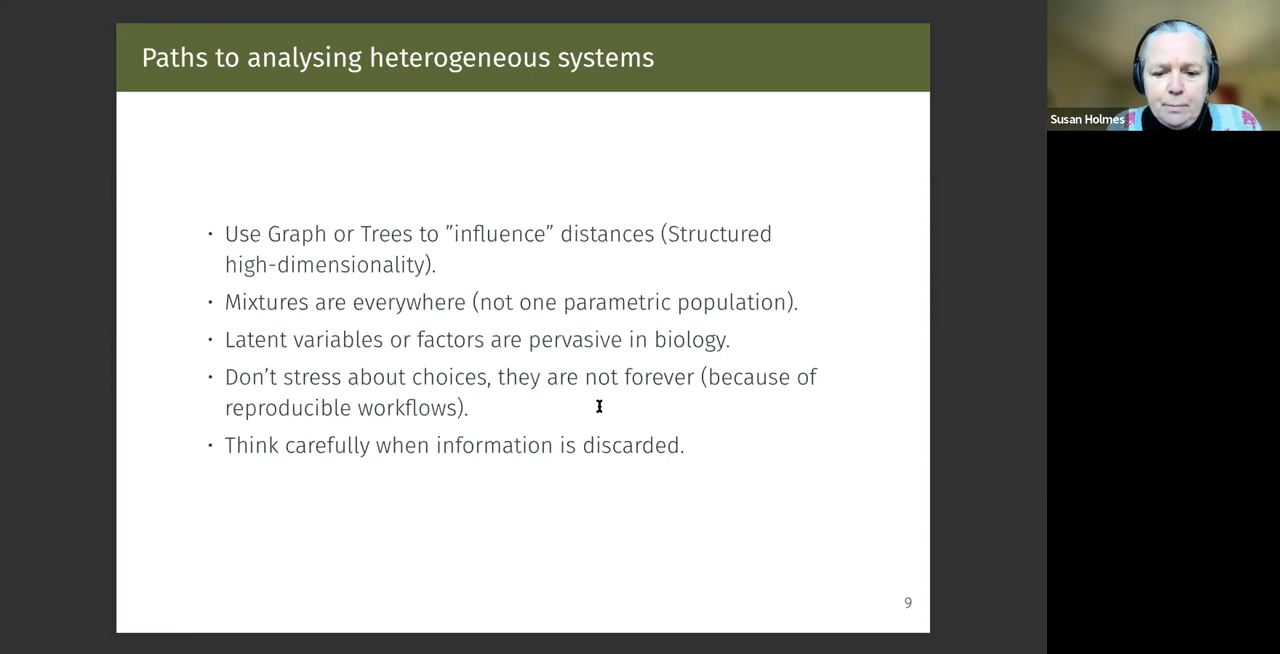 Paths to analysing heterogeneous systems
Susan Holmes
· Use Graph or Trees to ”influence” distances (Structured
high-dimensionality).
· Mixtures are everywhere (not one parametric population).
· Latent variables or factors are pervasive in biology.
· Don’t stress about choices, they are not forever (because of
reproducible workflows).
· Think carefully when information is discarded.
9